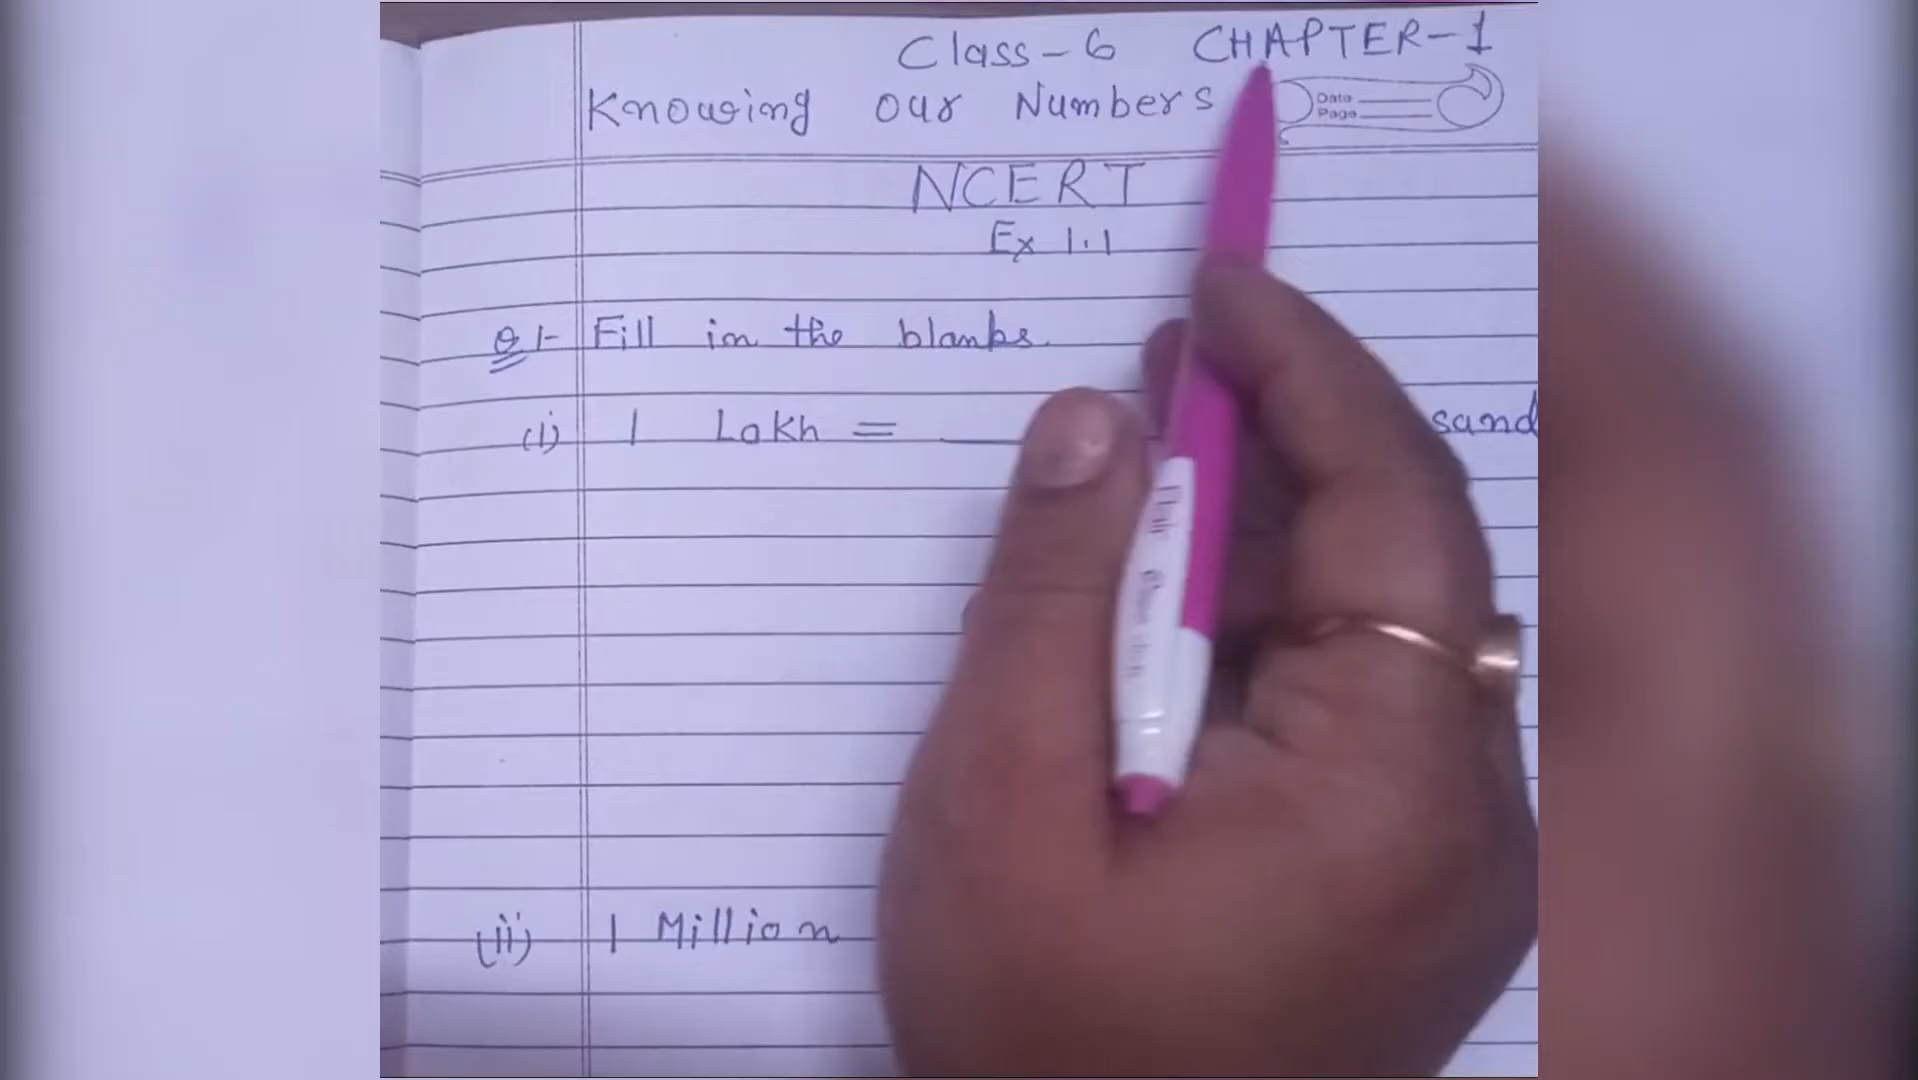 Class-6 CHAPTER-1
Knowing our Numbers
Date
Page
NCERT
Ex 1.1
Q1- Fill in the blanks.
(i) 1 Lakh = sand
(ii) 1 Million